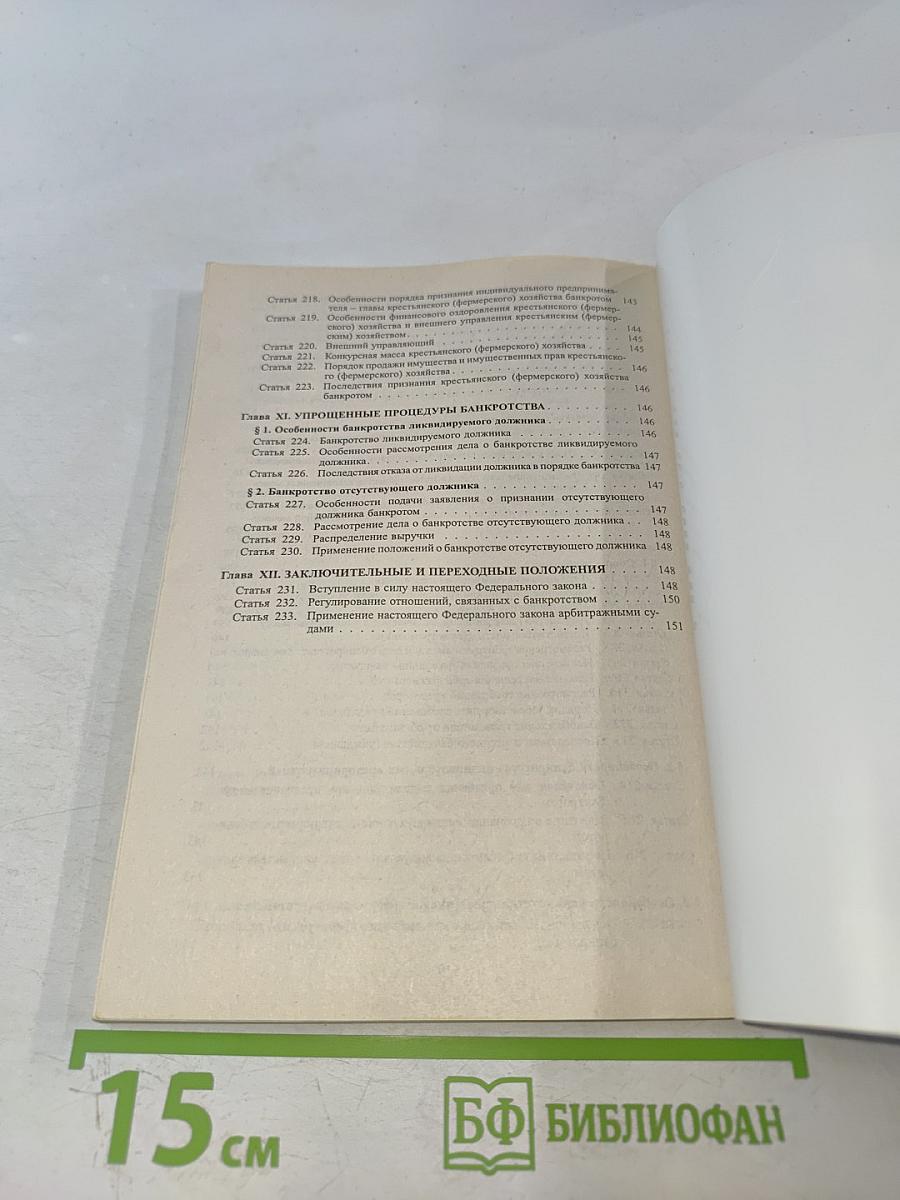 Статья 218. Особенности порядка признания индивидуального предпринима-
теля – главы крестьянского (фермерского) хозяйства банкротом 143
Статья 219. Особенности финансового оздоровления крестьянского (фермер-
ского) хозяйства и внешнего управления крестьянским (фермер-
ским) хозяйством . . . . . . . . . . . . . . . . . . . . 144
Статья 220. Внешний управляющий . . . . . . . . . . . . . . . . . 145
Статья 221. Конкурсная масса крестьянского (фермерского) хозяйства . . . . 145
Статья 222. Порядок продажи имущества и имущественных прав крестьянско-
го (фермерского) хозяйства . . . . . . . . . . . . . . . . 146
Статья 223. Последствия признания крестьянского (фермерского) хозяйства
банкротом . . . . . . . . . . . . . . . . . . . . . . . 146
Глава XI. УПРОЩЕННЫЕ ПРОЦЕДУРЫ БАНКРОТСТВА . . . . . . . . . 146
§ 1. Особенности банкротства ликвидируемого должника . . . . . . . . . 146
Статья 224. Банкротство ликвидируемого должника . . . . . . . . . . . 146
Статья 225. Особенности рассмотрения дела о банкротстве ликвидируемого
должника . . . . . . . . . . . . . . . . . . . . . . . . 147
Статья 226. Последствия отказа от ликвидации должника в порядке банкротства 147
§ 2. Банкротство отсутствующего должника . . . . . . . . . . . . . . . 147
Статья 227. Особенности подачи заявления о признании отсутствующего
должника банкротом . . . . . . . . . . . . . . . . . . . 147
Статья 228. Рассмотрение дела о банкротстве отсутствующего должника . . 148
Статья 229. Распределение выручки . . . . . . . . . . . . . . . . . 148
Статья 230. Применение положений о банкротстве отсутствующего должника 148
Глава XII. ЗАКЛЮЧИТЕЛЬНЫЕ И ПЕРЕХОДНЫЕ ПОЛОЖЕНИЯ . . . . 148
Статья 231. Вступление в силу настоящего Федерального закона . . . . . . 148
Статья 232. Регулирование отношений, связанных с банкротством . . . . . 150
Статья 233. Применение настоящего Федерального закона арбитражными су-
дами . . . . . . . . . . . . . . . . . . . . . . . . . . . . 151
15 см
БФ БИБЛИОФАН